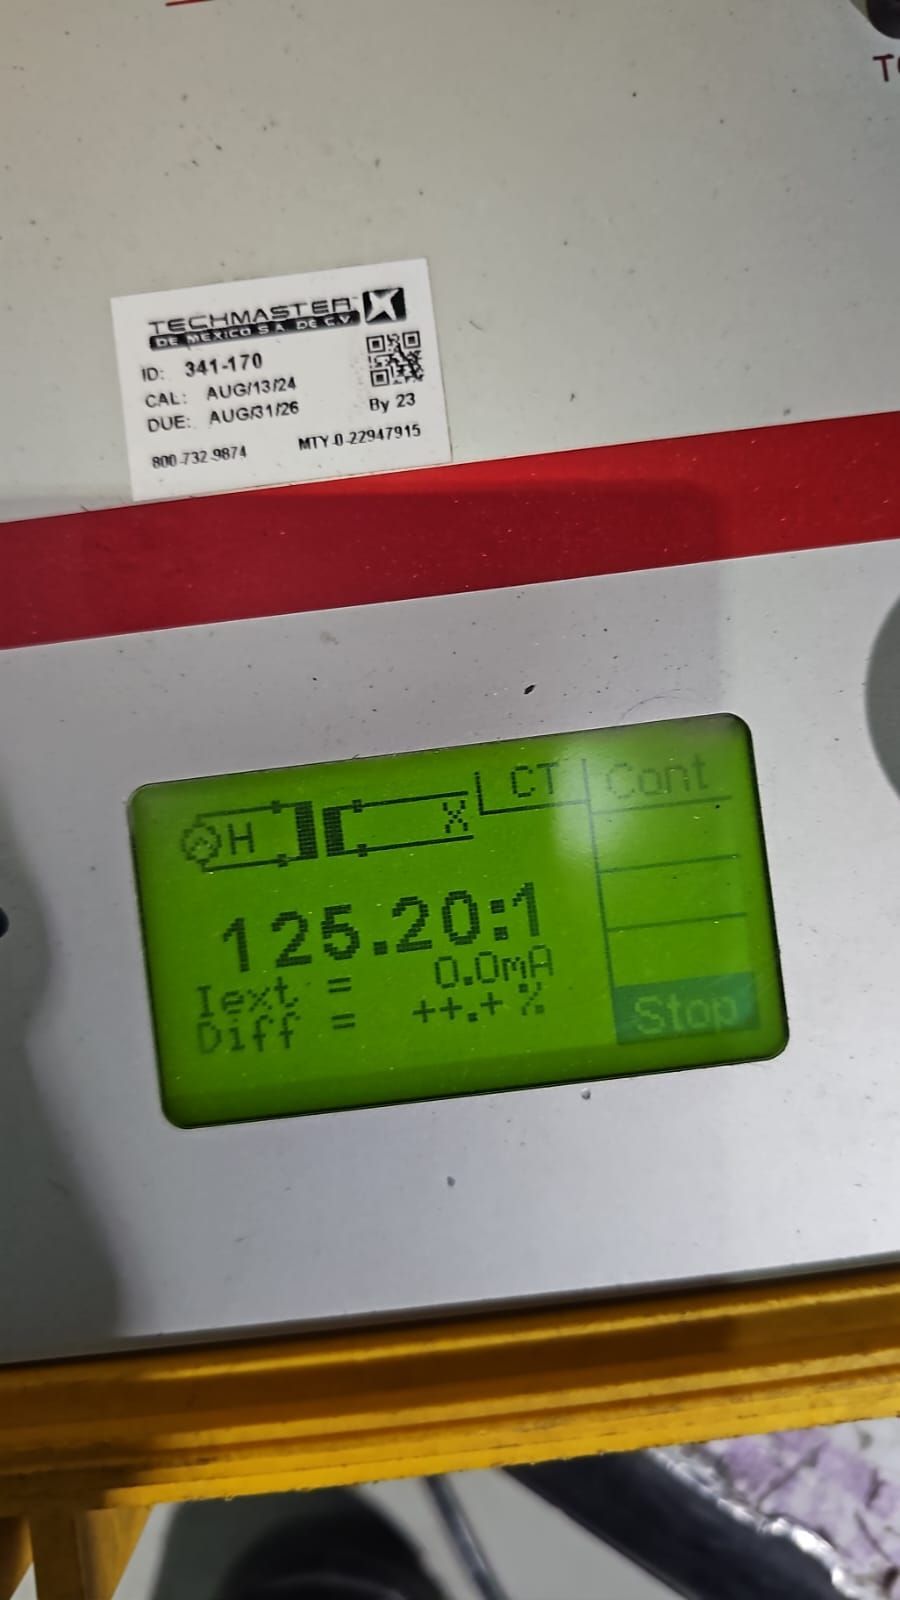 TECHMASTER
DE MEXICO S.A. DE C.V.
ID: 341-170
CAL: AUG/13/24
DUE: AUG/31/26
By 23
800-732-9874 MTY-0-22947915
CT Cont
H X
125.20:1
Iext = 0.0mA
Diff = ++.+ %
Stop